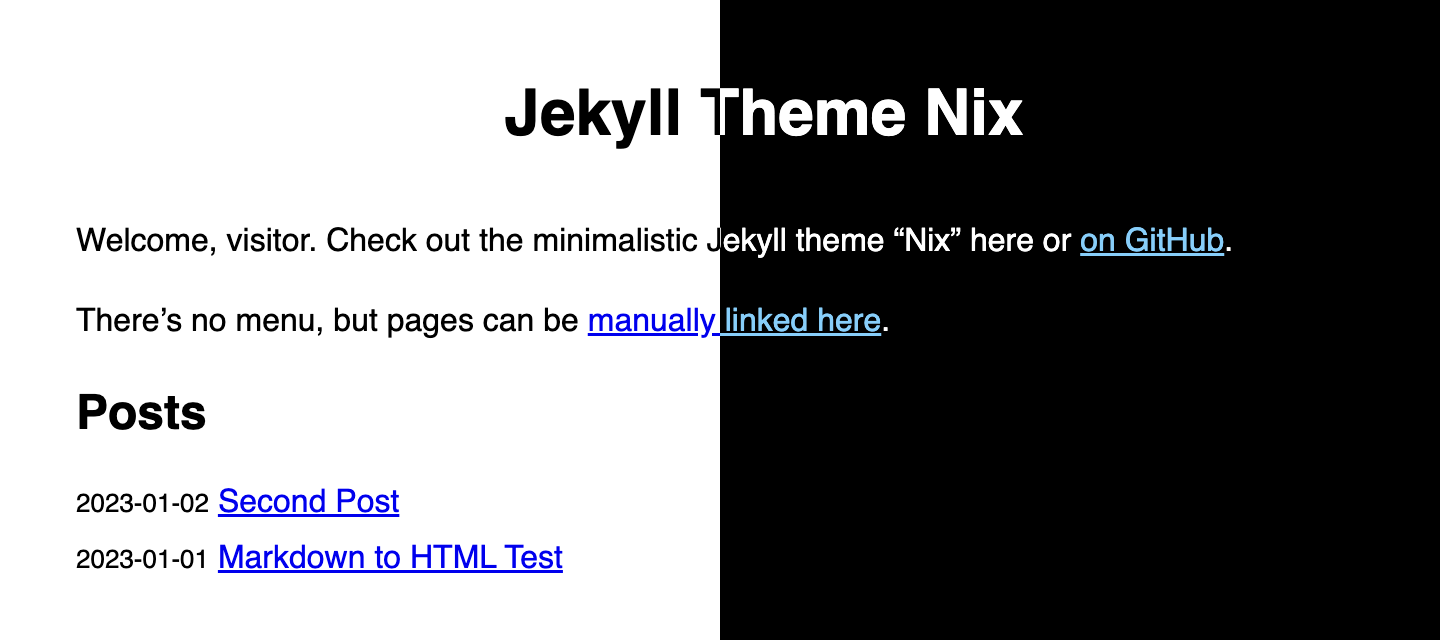 Jekyll Theme Nix
Welcome, visitor. Check out the minimalistic Jekyll theme “Nix” here or on GitHub.
There’s no menu, but pages can be manually linked here.
Posts
2023-01-02 Second Post
2023-01-01 Markdown to HTML Test